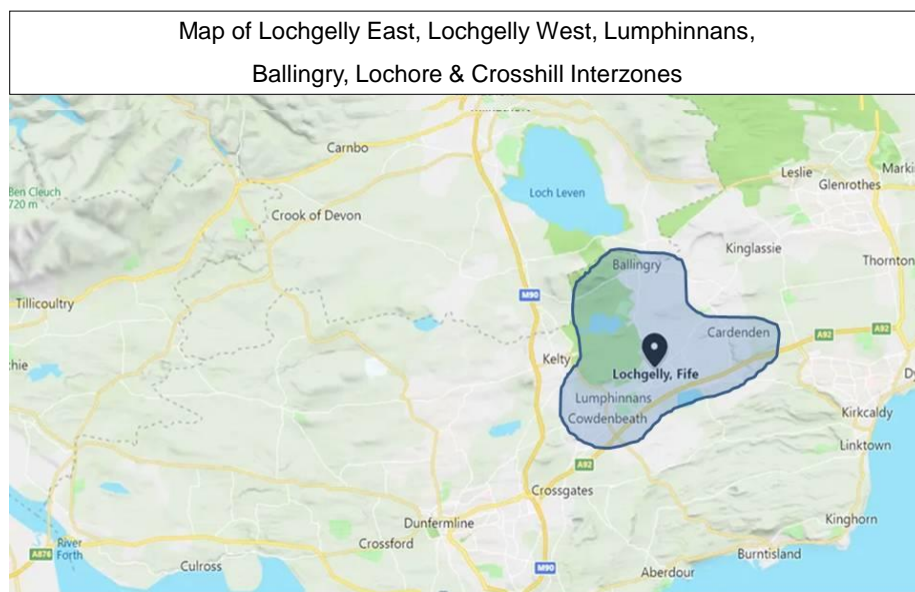 Map of Lochgelly East, Lochgelly West, Lumphinnans,
Ballingry, Lochore & Crosshill Interzones
Carnbo
Leslie
Glenrothes
Ben Cleuch
720 m
Loch Leven
Crook of Devon
Kinglassie
Ballingry
Thornton
Tillicoultry
M90
Cardenden
A92
A92
Kelty
Lochgelly, Fife
Lumphinnans
Cowdenbeath
Kirkcaldy
Linktown
A92
Crossgates
Dunfermline
Kinghorn
Crossford
A876
River
Forth
Culross
M90
Burntisland
Aberdour